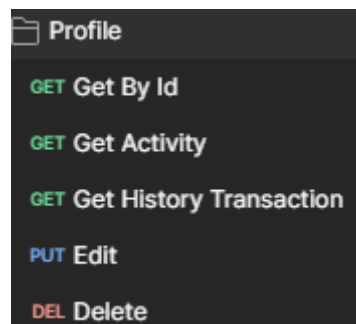 Profile
GET Get By Id
GET Get Activity
GET Get History Transaction
PUT Edit
DEL Delete